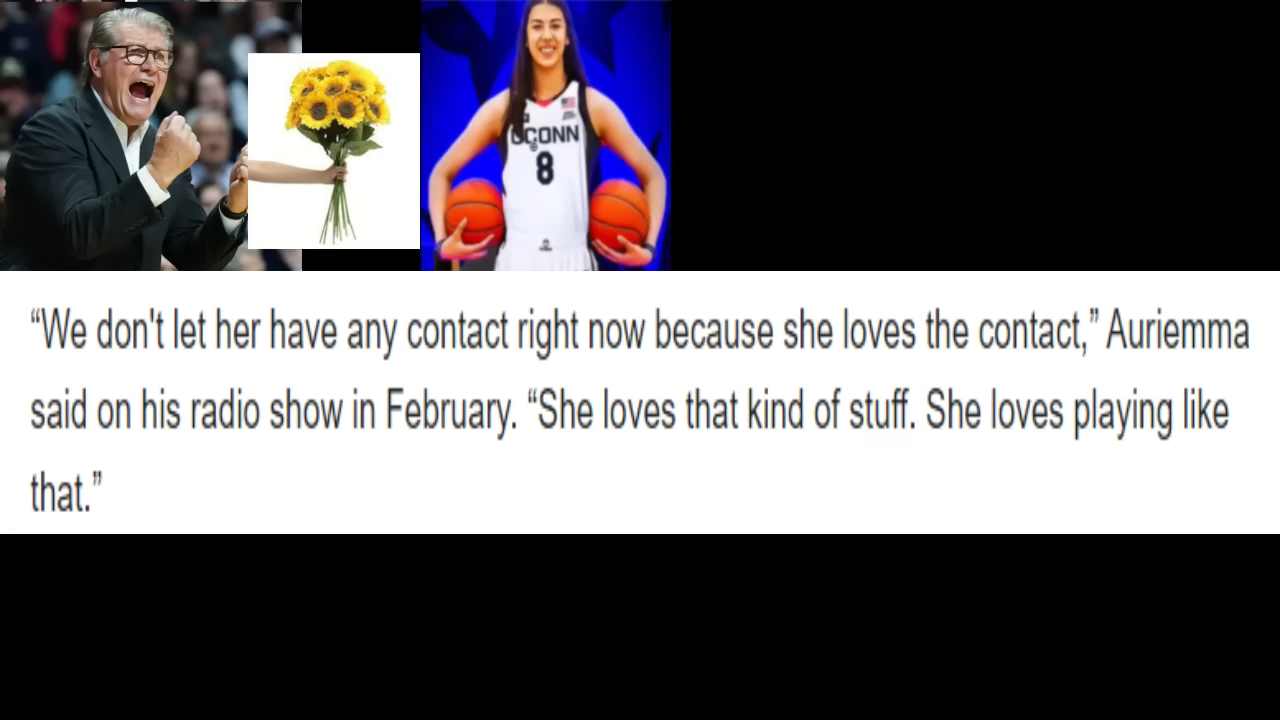 UCONN
8
“We don't let her have any contact right now because she loves the contact,” Auriemma
said on his radio show in February. “She loves that kind of stuff. She loves playing like
that.”